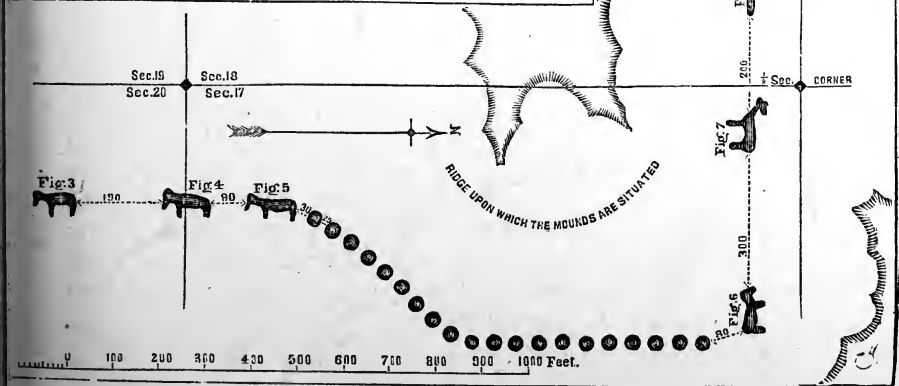 F
200
Sec.19 Sec.18
½ Sec. CORNER
Sec.20 Sec.17
N
Fig.7
RIDGE UPON WHICH THE MOUNDS ARE SITUATED
Fig.3 Fig.4 Fig.5
190 90 30
300
Fig.6
80
0 100 200 300 400 500 600 700 800 900 1000 Feet.